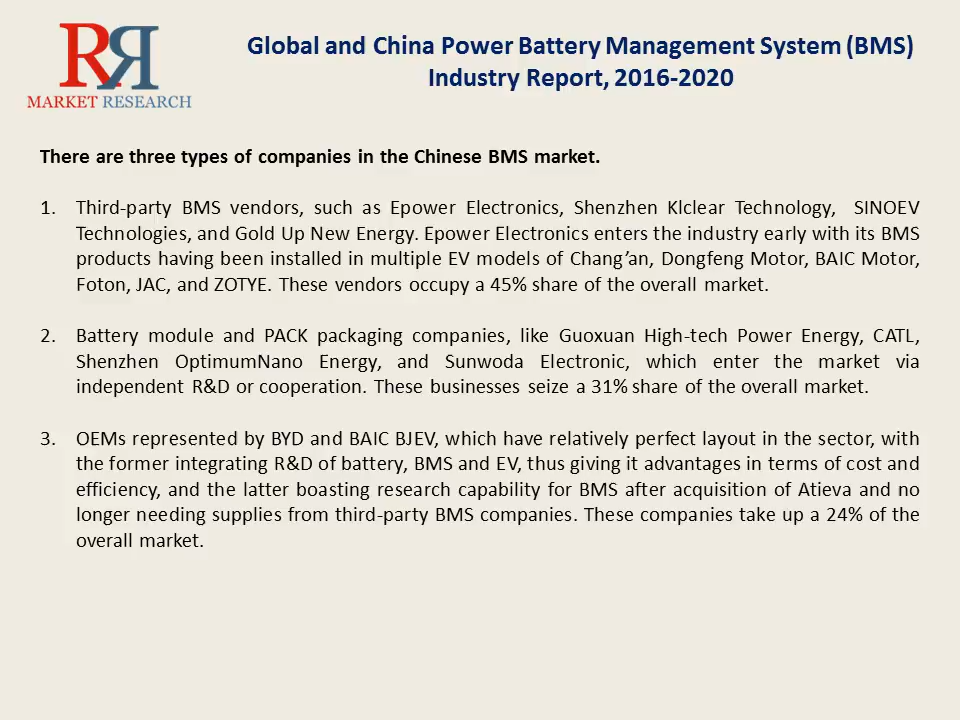 RR
MARKET RESEARCH
Global and China Power Battery Management System (BMS)
Industry Report, 2016-2020
There are three types of companies in the Chinese BMS market.
1. Third-party BMS vendors, such as Epower Electronics, Shenzhen Klclear Technology, SINOEV
Technologies, and Gold Up New Energy. Epower Electronics enters the industry early with its BMS
products having been installed in multiple EV models of Chang’an, Dongfeng Motor, BAIC Motor,
Foton, JAC, and ZOTYE. These vendors occupy a 45% share of the overall market.
2. Battery module and PACK packaging companies, like Guoxuan High-tech Power Energy, CATL,
Shenzhen OptimumNano Energy, and Sunwoda Electronic, which enter the market via
independent R&D or cooperation. These businesses seize a 31% share of the overall market.
3. OEMs represented by BYD and BAIC BJEV, which have relatively perfect layout in the sector, with
the former integrating R&D of battery, BMS and EV, thus giving it advantages in terms of cost and
efficiency, and the latter boasting research capability for BMS after acquisition of Atieva and no
longer needing supplies from third-party BMS companies. These companies take up a 24% of the
overall market.